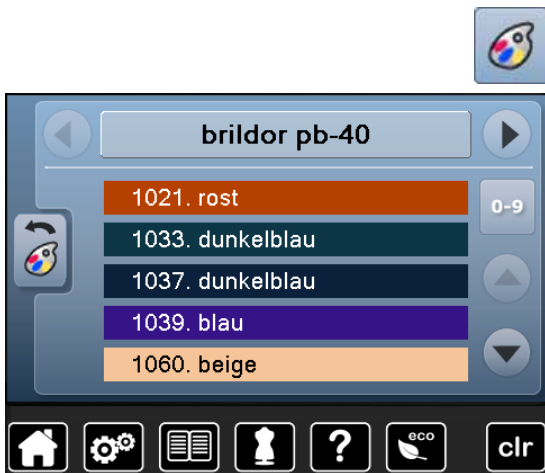 brildor pb-40
1021. rost
0-9
1033. dunkelblau
1037. dunkelblau
1039. blau
1060. beige
?
eco
clr